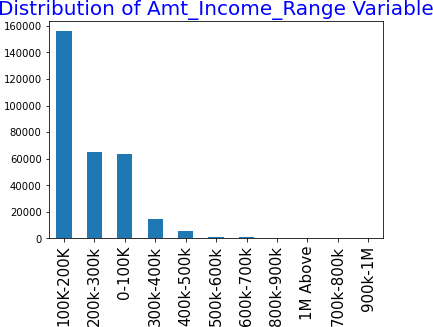 Distribution of Amt_Income_Range Variable
160000
140000
120000
100000
80000
60000
40000
20000
0
100K-200K
200k-300k
0-100K
300k-400k
400k-500k
500k-600k
600k-700k
800k-900k
1M Above
700k-800k
900k-1M